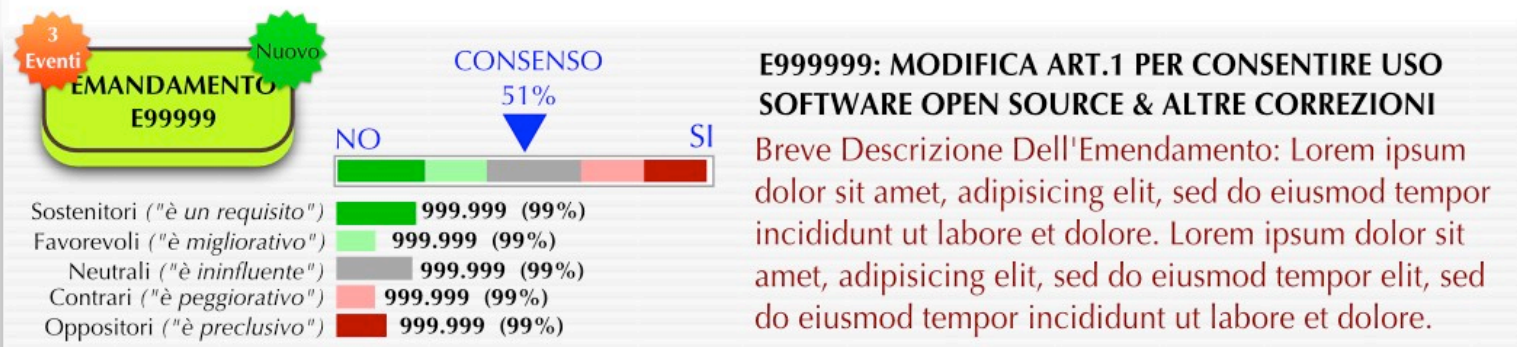 3
Eventi
Nuovo
EMANDAMENTO
E99999
CONSENSO
51%
NO
SI
Sostenitori ("è un requisito") 999.999 (99%)
Favorevoli ("è migliorativo") 999.999 (99%)
Neutrali ("è ininfluente") 999.999 (99%)
Contrari ("è peggiorativo") 999.999 (99%)
Oppositori ("è preclusivo") 999.999 (99%)
E999999: MODIFICA ART.1 PER CONSENTIRE USO
SOFTWARE OPEN SOURCE & ALTRE CORREZIONI
Breve Descrizione Dell'Emendamento: Lorem ipsum
dolor sit amet, adipisicing elit, sed do eiusmod tempor
incididunt ut labore et dolore. Lorem ipsum dolor sit
amet, adipisicing elit, sed do eiusmod tempor elit, sed
do eiusmod tempor incididunt ut labore et dolore.